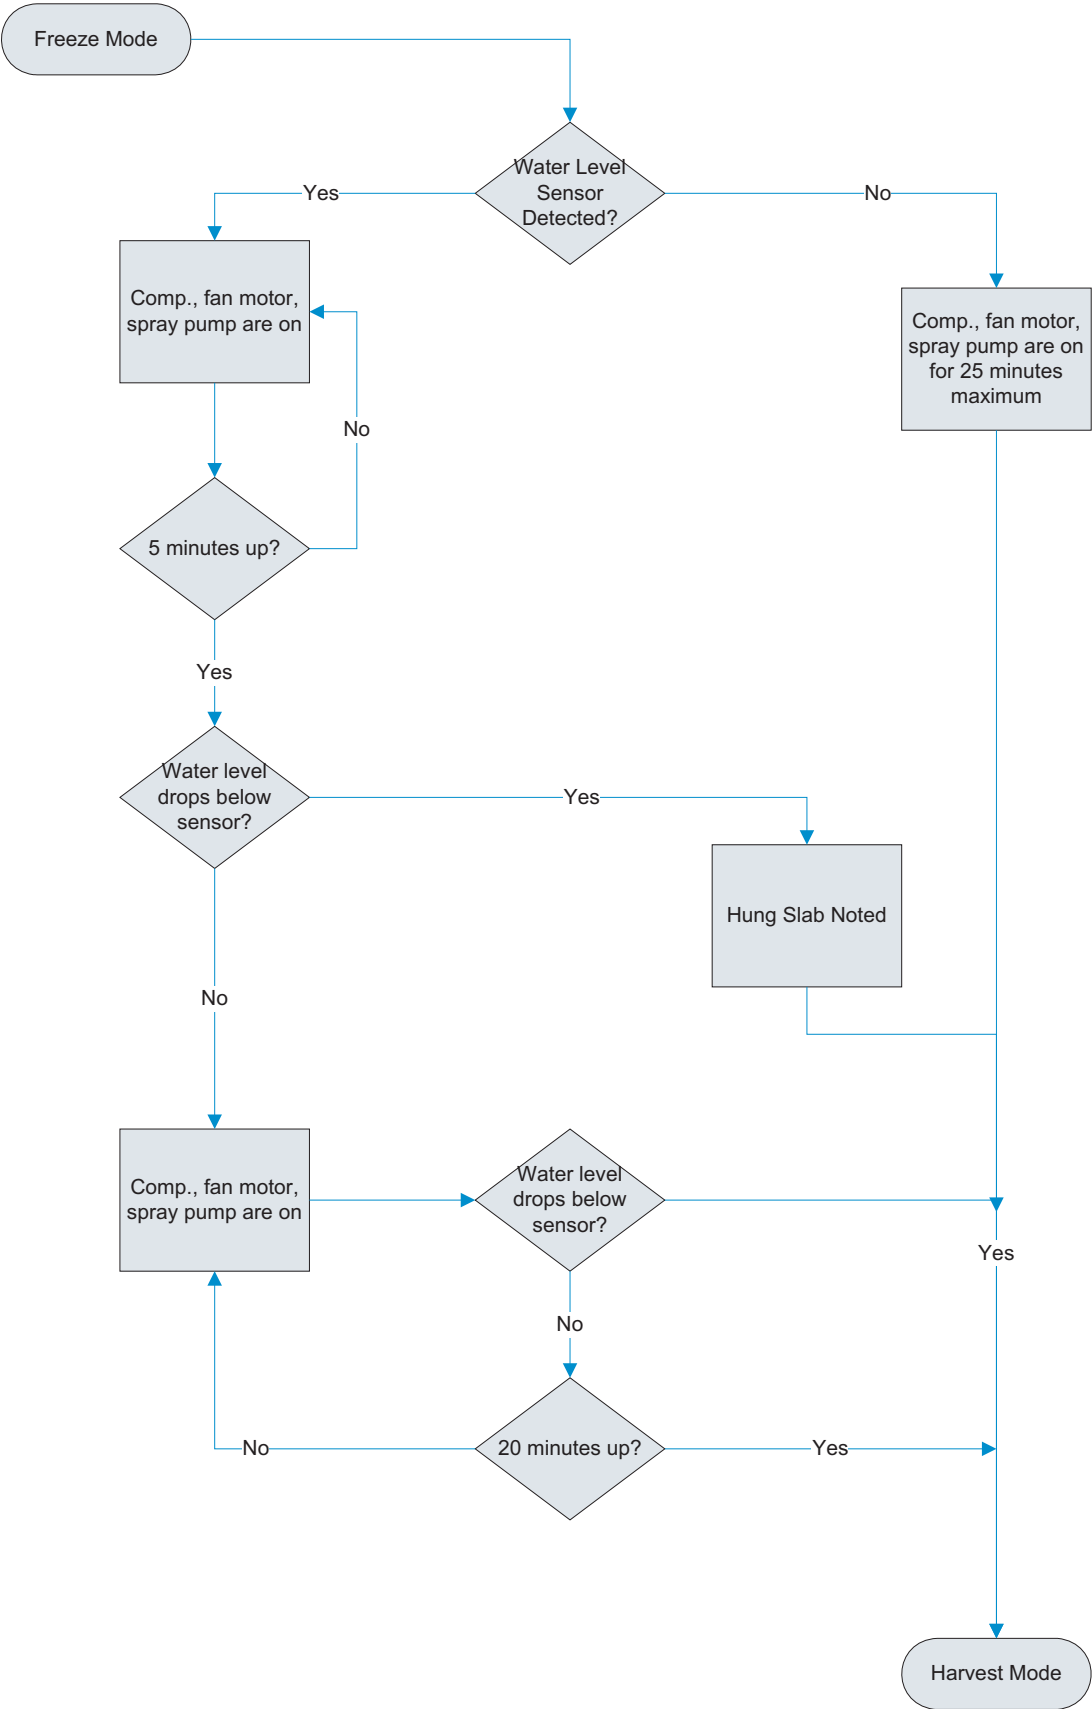 Freeze Mode
Water Level
Sensor
Detected?
Yes
No
Comp., fan motor,
spray pump are on
Comp., fan motor,
spray pump are on
for 25 minutes
maximum
No
5 minutes up?
Yes
Water level
drops below
sensor?
Yes
Hung Slab Noted
No
Comp., fan motor,
spray pump are on
Water level
drops below
sensor?
Yes
No
20 minutes up?
No
Yes
Harvest Mode